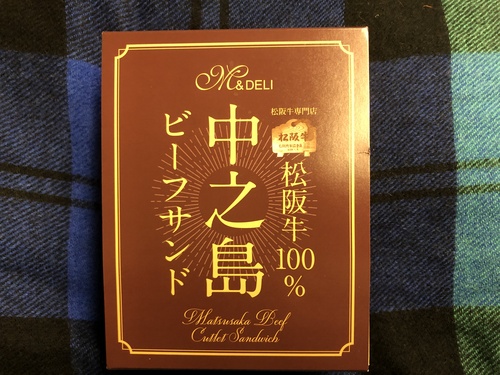 M&DELI
松阪牛専門店
松阪牛
松阪牛100%
中之島
ビーフサンド
Matsusaka Beef
Cutlet Sandwich